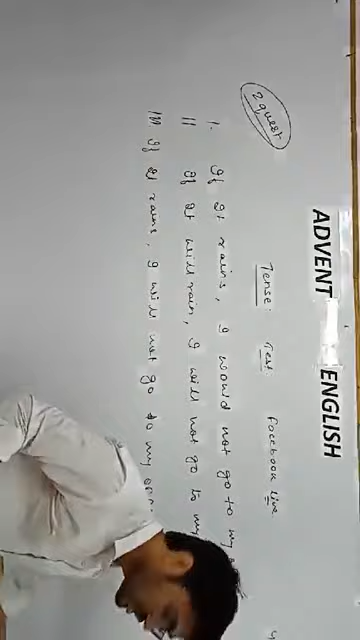 ADVENT ENGLISH
Tense: Test. Facebook Live
2 quest
I. If It rains, I would not go to my
II If It will rain, I will not go to my
III If It rains, I will not go to my